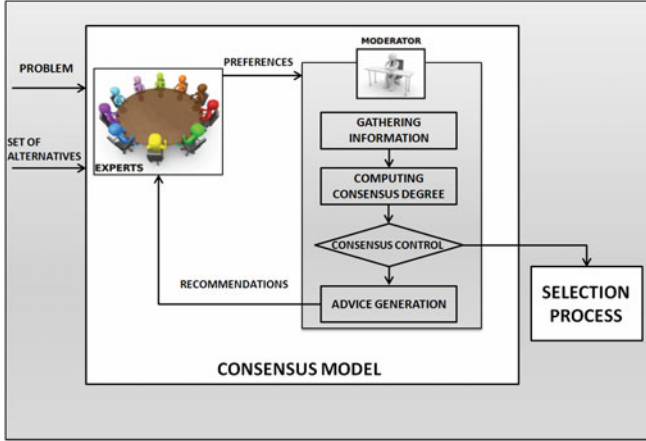 PROBLEM
SET OF
ALTERNATIVES
EXPERTS
PREFERENCES
MODERATOR
GATHERING
INFORMATION
COMPUTING
CONSENSUS DEGREE
CONSENSUS CONTROL
ADVICE GENERATION
RECOMMENDATIONS
SELECTION
PROCESS
CONSENSUS MODEL